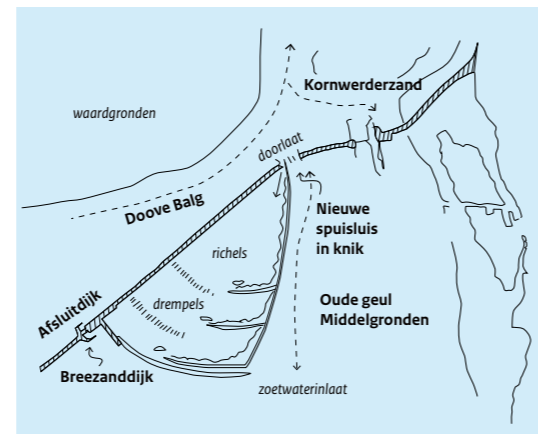 Kornwerderzand
waardgronden
doorlaat
Doove Balg
Nieuwe
spuisluis
in knik
richels
drempels
Oude geul
Middelgronden
Afsluitdijk
Breezanddijk
zoetwaterinlaat